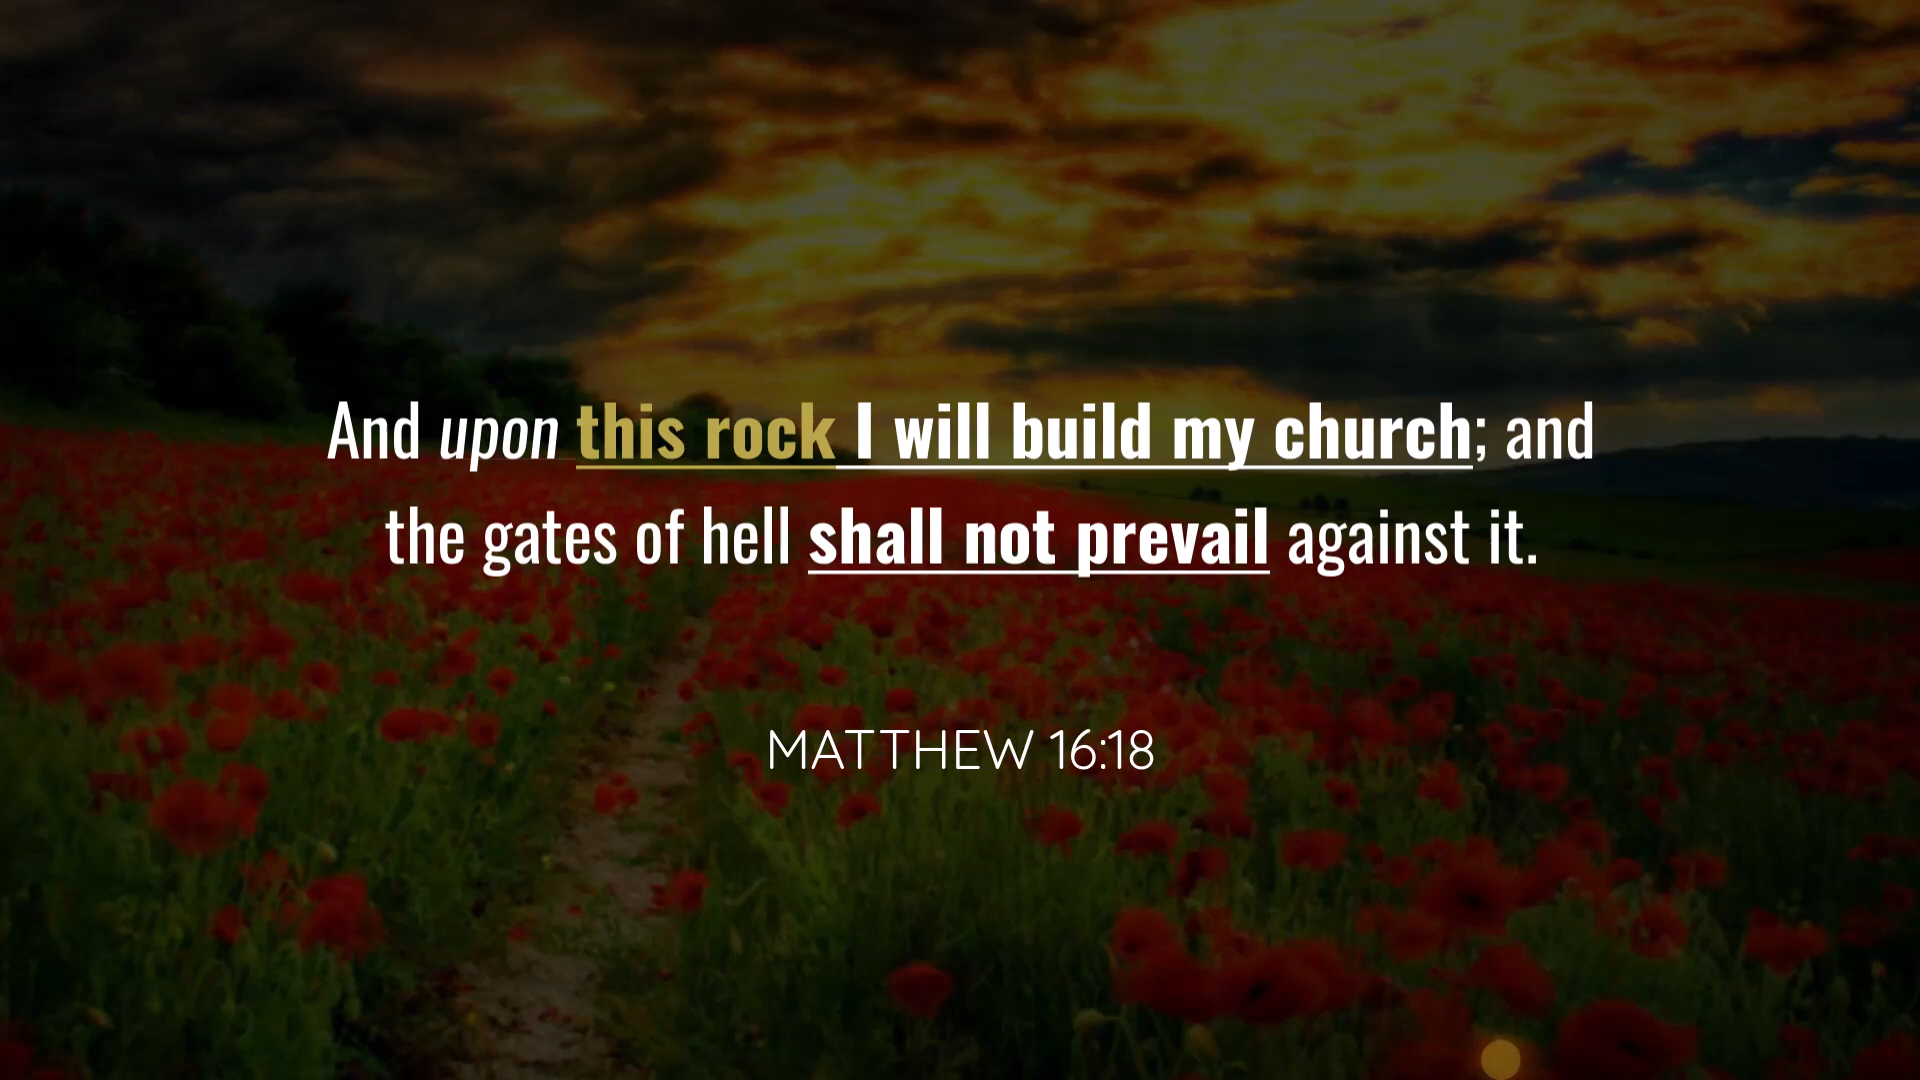 And upon this rock I will build my church; and
the gates of hell shall not prevail against it.
MATTHEW 16:18